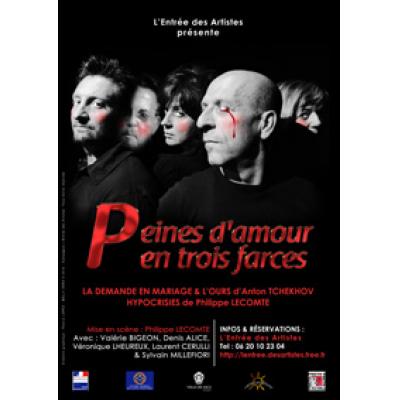 L'Entrée des Artistes
présente
Peines d'amour
en trois farces
LA DEMANDE EN MARIAGE & L'OURS d'Anton TCHEKHOV
HYPOCRISIES de Philippe LECOMTE
Mise en scène : Philippe LECOMTE
Avec : Valérie BIGEON, Denis ALICE,
Véronique LHEUREUX, Laurent CERULLI
& Sylvain MILLEFIORI
INFOS & RÉSERVATIONS :
L'Entrée des Artistes
Tel : 06 20 10 23 04
http://lentree.desartistes.free.fr